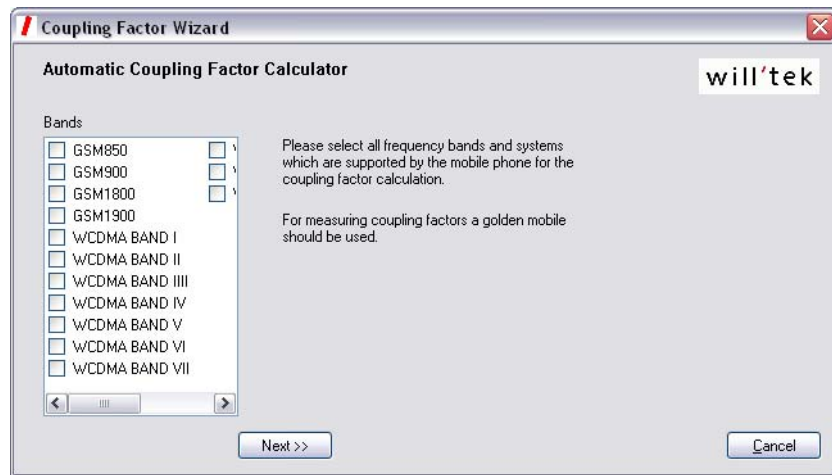 Coupling Factor Wizard
Automatic Coupling Factor Calculator
will'tek
Bands
GSM850
GSM900
GSM1800
GSM1900
WCDMA BAND I
WCDMA BAND II
WCDMA BAND IIII
WCDMA BAND IV
WCDMA BAND V
WCDMA BAND VI
WCDMA BAND VII
Please select all frequency bands and systems
which are supported by the mobile phone for the
coupling factor calculation.
For measuring coupling factors a golden mobile
should be used.
Next >>
Cancel